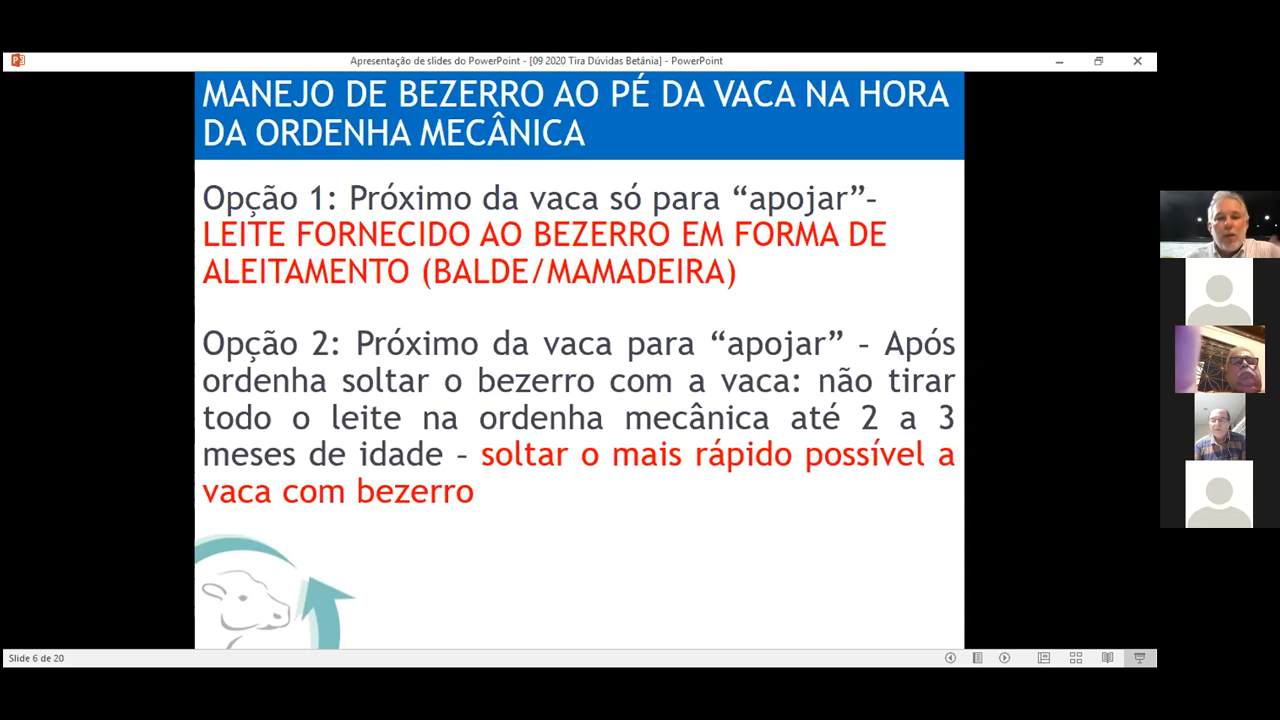 Apresentação de slides do PowerPoint - [09 2020 Tira Dúvidas Betânia] - PowerPoint
MANEJO DE BEZERRO AO PÉ DA VACA NA HORA
DA ORDENHA MECÂNICA
Opção 1: Próximo da vaca só para “apojar”–
LEITE FORNECIDO AO BEZERRO EM FORMA DE
ALEITAMENTO (BALDE/MAMADEIRA)
Opção 2: Próximo da vaca para “apojar” – Após
ordenha soltar o bezerro com a vaca: não tirar
todo o leite na ordenha mecânica até 2 a 3
meses de idade – soltar o mais rápido possível a
vaca com bezerro
Slide 6 de 20